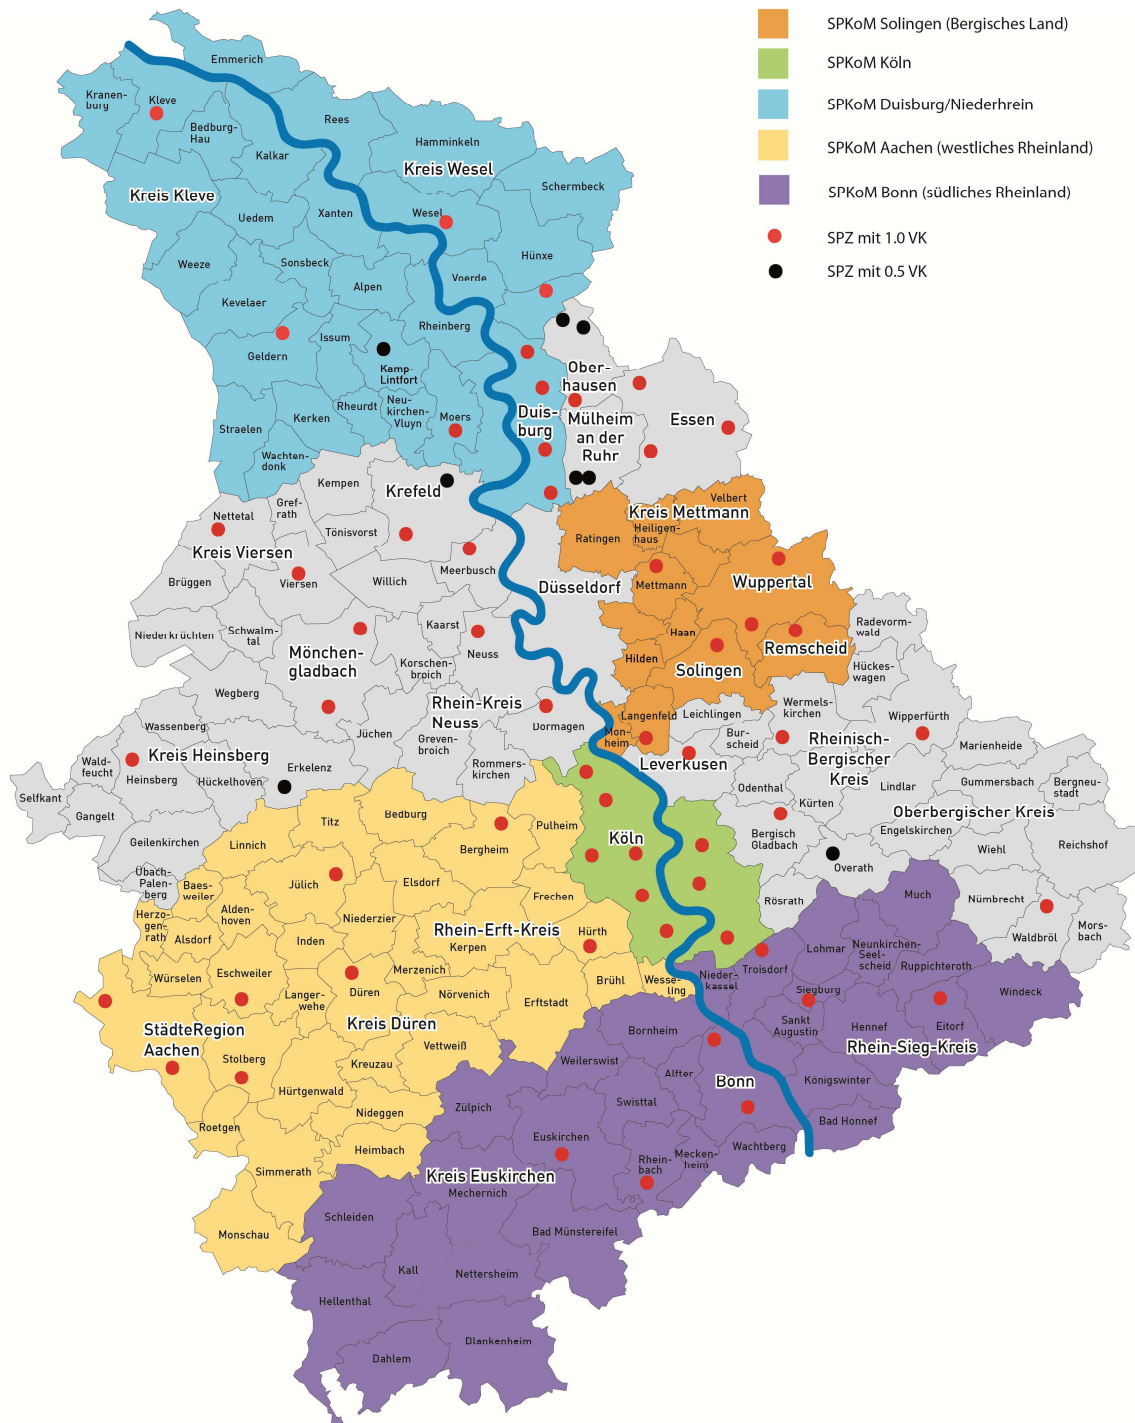 SPKoM Solingen (Bergisches Land)
SPKoM Köln
SPKoM Duisburg/Niederhrein
SPKoM Aachen (westliches Rheinland)
SPKoM Bonn (südliches Rheinland)
SPZ mit 1.0 VK
SPZ mit 0.5 VK
Emmerich
Kranen-
burg
Kleve
Bedburg-
Hau
Rees
Kalkar
Hamminkeln
Kreis Wesel
Schermbeck
Kreis Kleve
Uedem
Xanten
Wesel
Hünxe
Weeze
Sonsbeck
Alpen
Voerde
Kevelaer
Rheinberg
Issum
Geldern
Kamp-
Lintfort
Ober-
hausen
Rheurdt
Neu-
kirchen-
Vluyn
Moers
Duis-
burg
Mülheim
an der
Ruhr
Essen
Straelen
Kerken
Wachten-
donk
Kempen
Krefeld
Velbert
Kreis Mettmann
Heiligen-
haus
Ratingen
Nettetal
Gref-
rath
Tönisvorst
Kreis Viersen
Meerbusch
Brüggen
Viersen
Willich
Düsseldorf
Mettmann
Wuppertal
Niederkrüchten
Schwalm-
tal
Kaarst
Neuss
Haan
Radevorm-
wald
Remscheid
Mönchen-
gladbach
Korschen-
broich
Hilden
Solingen
Hückes-
wagen
Wegberg
Rhein-Kreis
Neuss
Dormagen
Langenfeld
Mon-
heim
Leichlingen
Wermels-
kirchen
Wipperfürth
Wassenberg
Jüchen
Greven-
broich
Bur-
scheid
Rheinisch-
Bergischer
Kreis
Marienheide
Kreis Heinsberg
Wald-
feucht
Heinsberg
Hückelhoven
Erkelenz
Rommers-
kirchen
Leverkusen
Odenthal
Kürten
Lindlar
Gummersbach
Bergneu-
stadt
Selfkant
Gangelt
Oberbergischer Kreis
Titz
Bedburg
Pulheim
Köln
Bergisch
Gladbach
Engelskirchen
Geilenkirchen
Linnich
Bergheim
Overath
Wiehl
Reichshof
Übach-
Palen-
berg
Baes-
weiler
Jülich
Elsdorf
Frechen
Rösrath
Much
Nümbrecht
Herzo-
gen-
rath
Alden-
hoven
Niederzier
Rhein-Erft-Kreis
Kerpen
Hürth
Waldbröl
Mors-
bach
Alsdorf
Inden
Lohmar
Neunkirchen-
Seel-
scheid
Ruppichteroth
Würselen
Eschweiler
Merzenich
Düren
Langer-
wehe
Nörvenich
Erftstadt
Brühl
Wesse-
ling
Nieder-
kassel
Troisdorf
Siegburg
Windeck
StädteRegion
Aachen
Kreis Düren
Bornheim
Sankt
Augustin
Hennef
Eitorf
Rhein-Sieg-Kreis
Vettweiß
Stolberg
Kreuzau
Weilerswist
Alfter
Bonn
Königswinter
Hürtgenwald
Nideggen
Zülpich
Swisttal
Bad Honnef
Roetgen
Heimbach
Euskirchen
Wachtberg
Simmerath
Kreis Euskirchen
Rhein-
bach
Mecken-
heim
Mechernich
Schleiden
Monschau
Bad Münstereifel
Kall
Nettersheim
Hellenthal
Dlankenheim
Dahlem